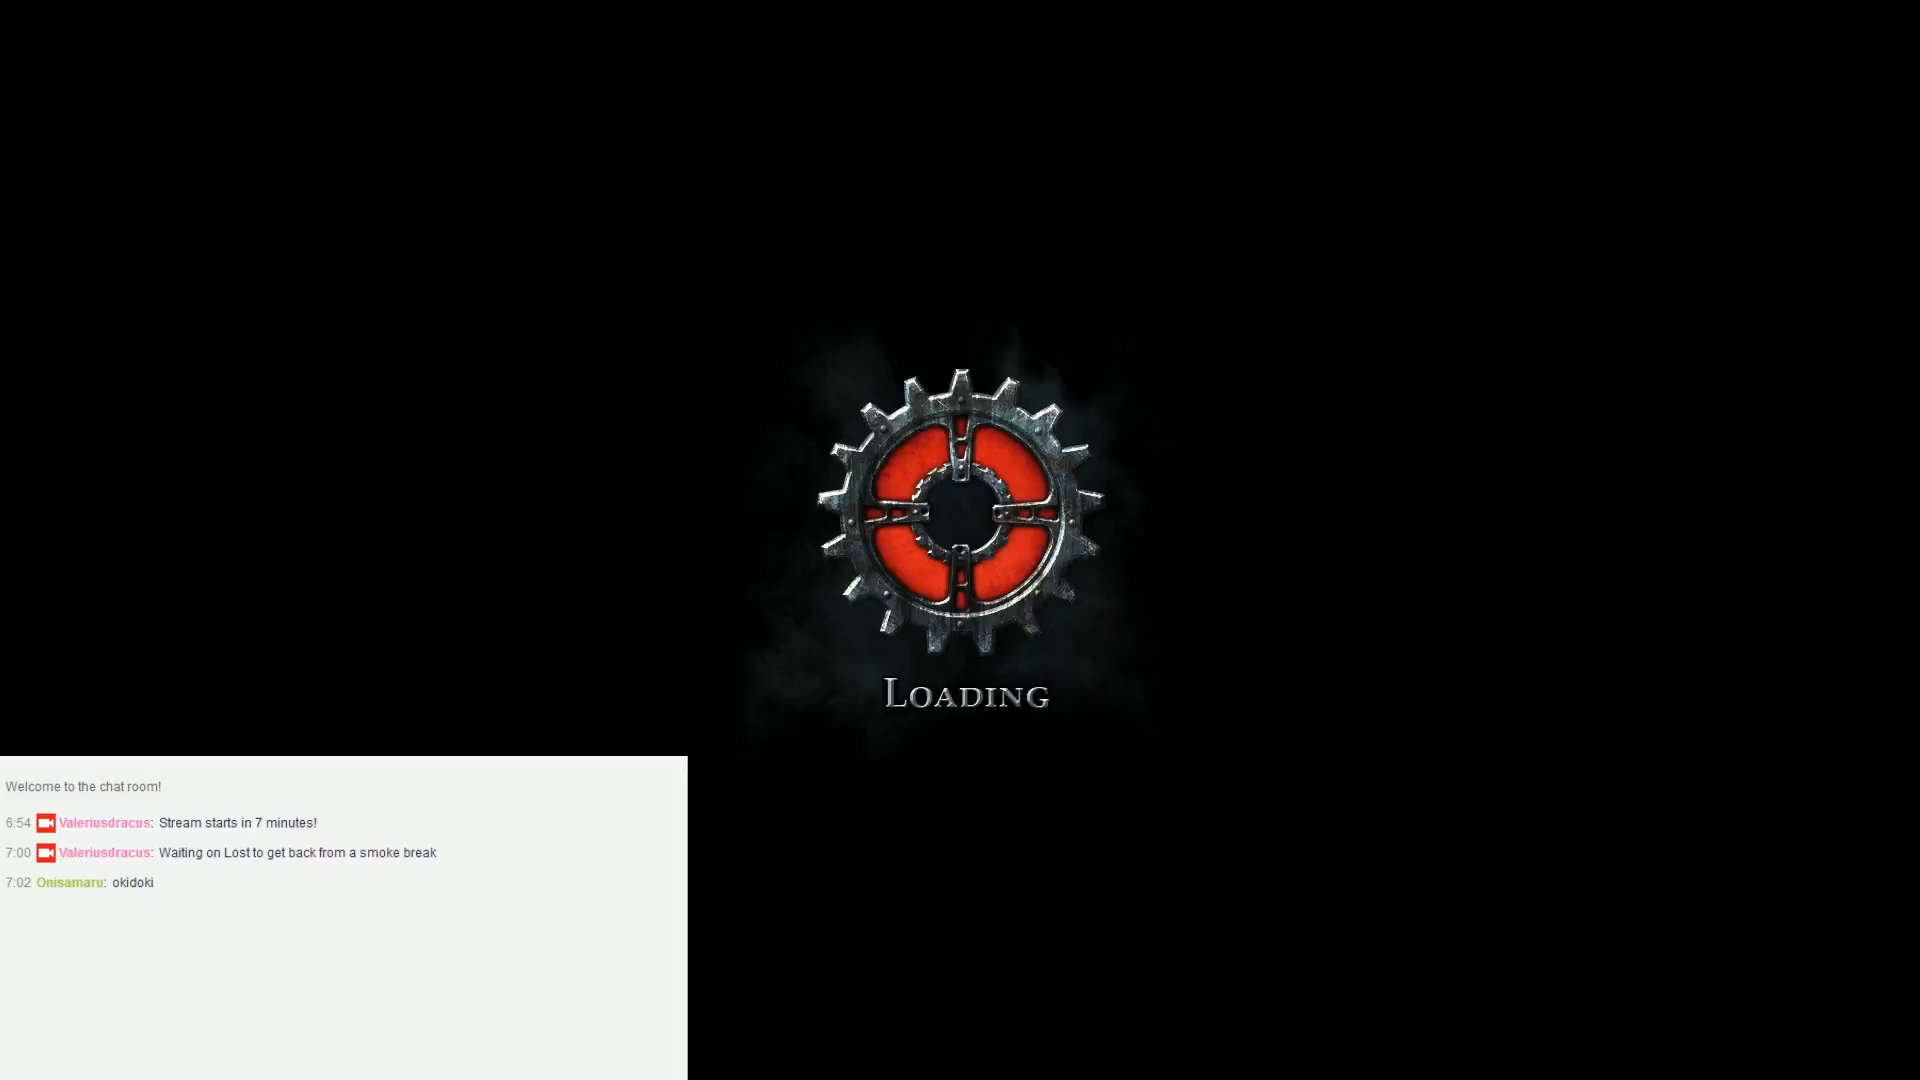 Loading
Welcome to the chat room!
6:54 Valeriusdracus: Stream starts in 7 minutes!
7:00 Valeriusdracus: Waiting on Lost to get back from a smoke break
7:02 Onisamaru: okidoki